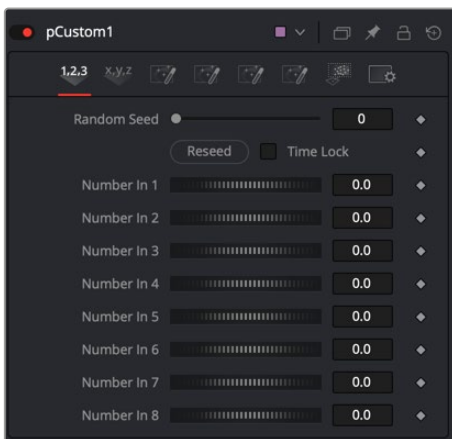 pCustom1
1,2,3 x,y,z
Random Seed 0
Reseed Time Lock
Number In 1 0.0
Number In 2 0.0
Number In 3 0.0
Number In 4 0.0
Number In 5 0.0
Number In 6 0.0
Number In 7 0.0
Number In 8 0.0